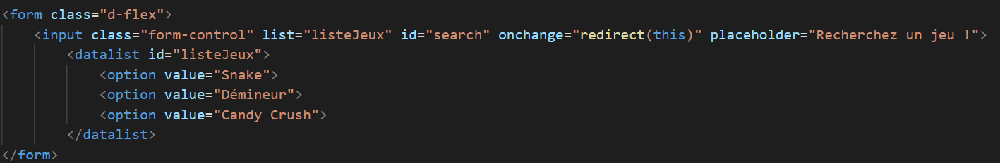 <form class="d-flex">
<input class="form-control" list="listeJeux" id="search" onchange="redirect(this)" placeholder="Recherchez un jeu !">
<datalist id="listeJeux">
<option value="Snake">
<option value="Démineur">
<option value="Candy Crush">
</datalist>
</form>